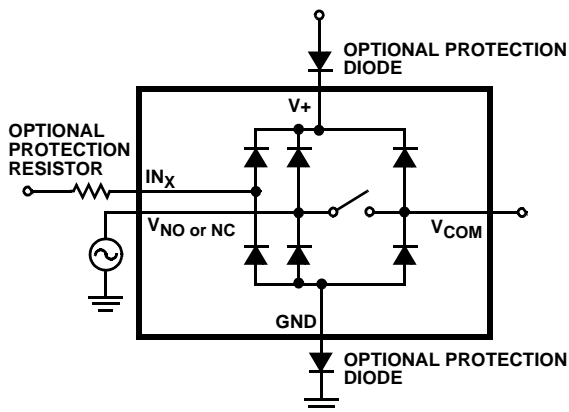 OPTIONAL PROTECTION
DIODE
V+
OPTIONAL
PROTECTION
RESISTOR
INX
VNO or NC
VCOM
GND
OPTIONAL PROTECTION
DIODE